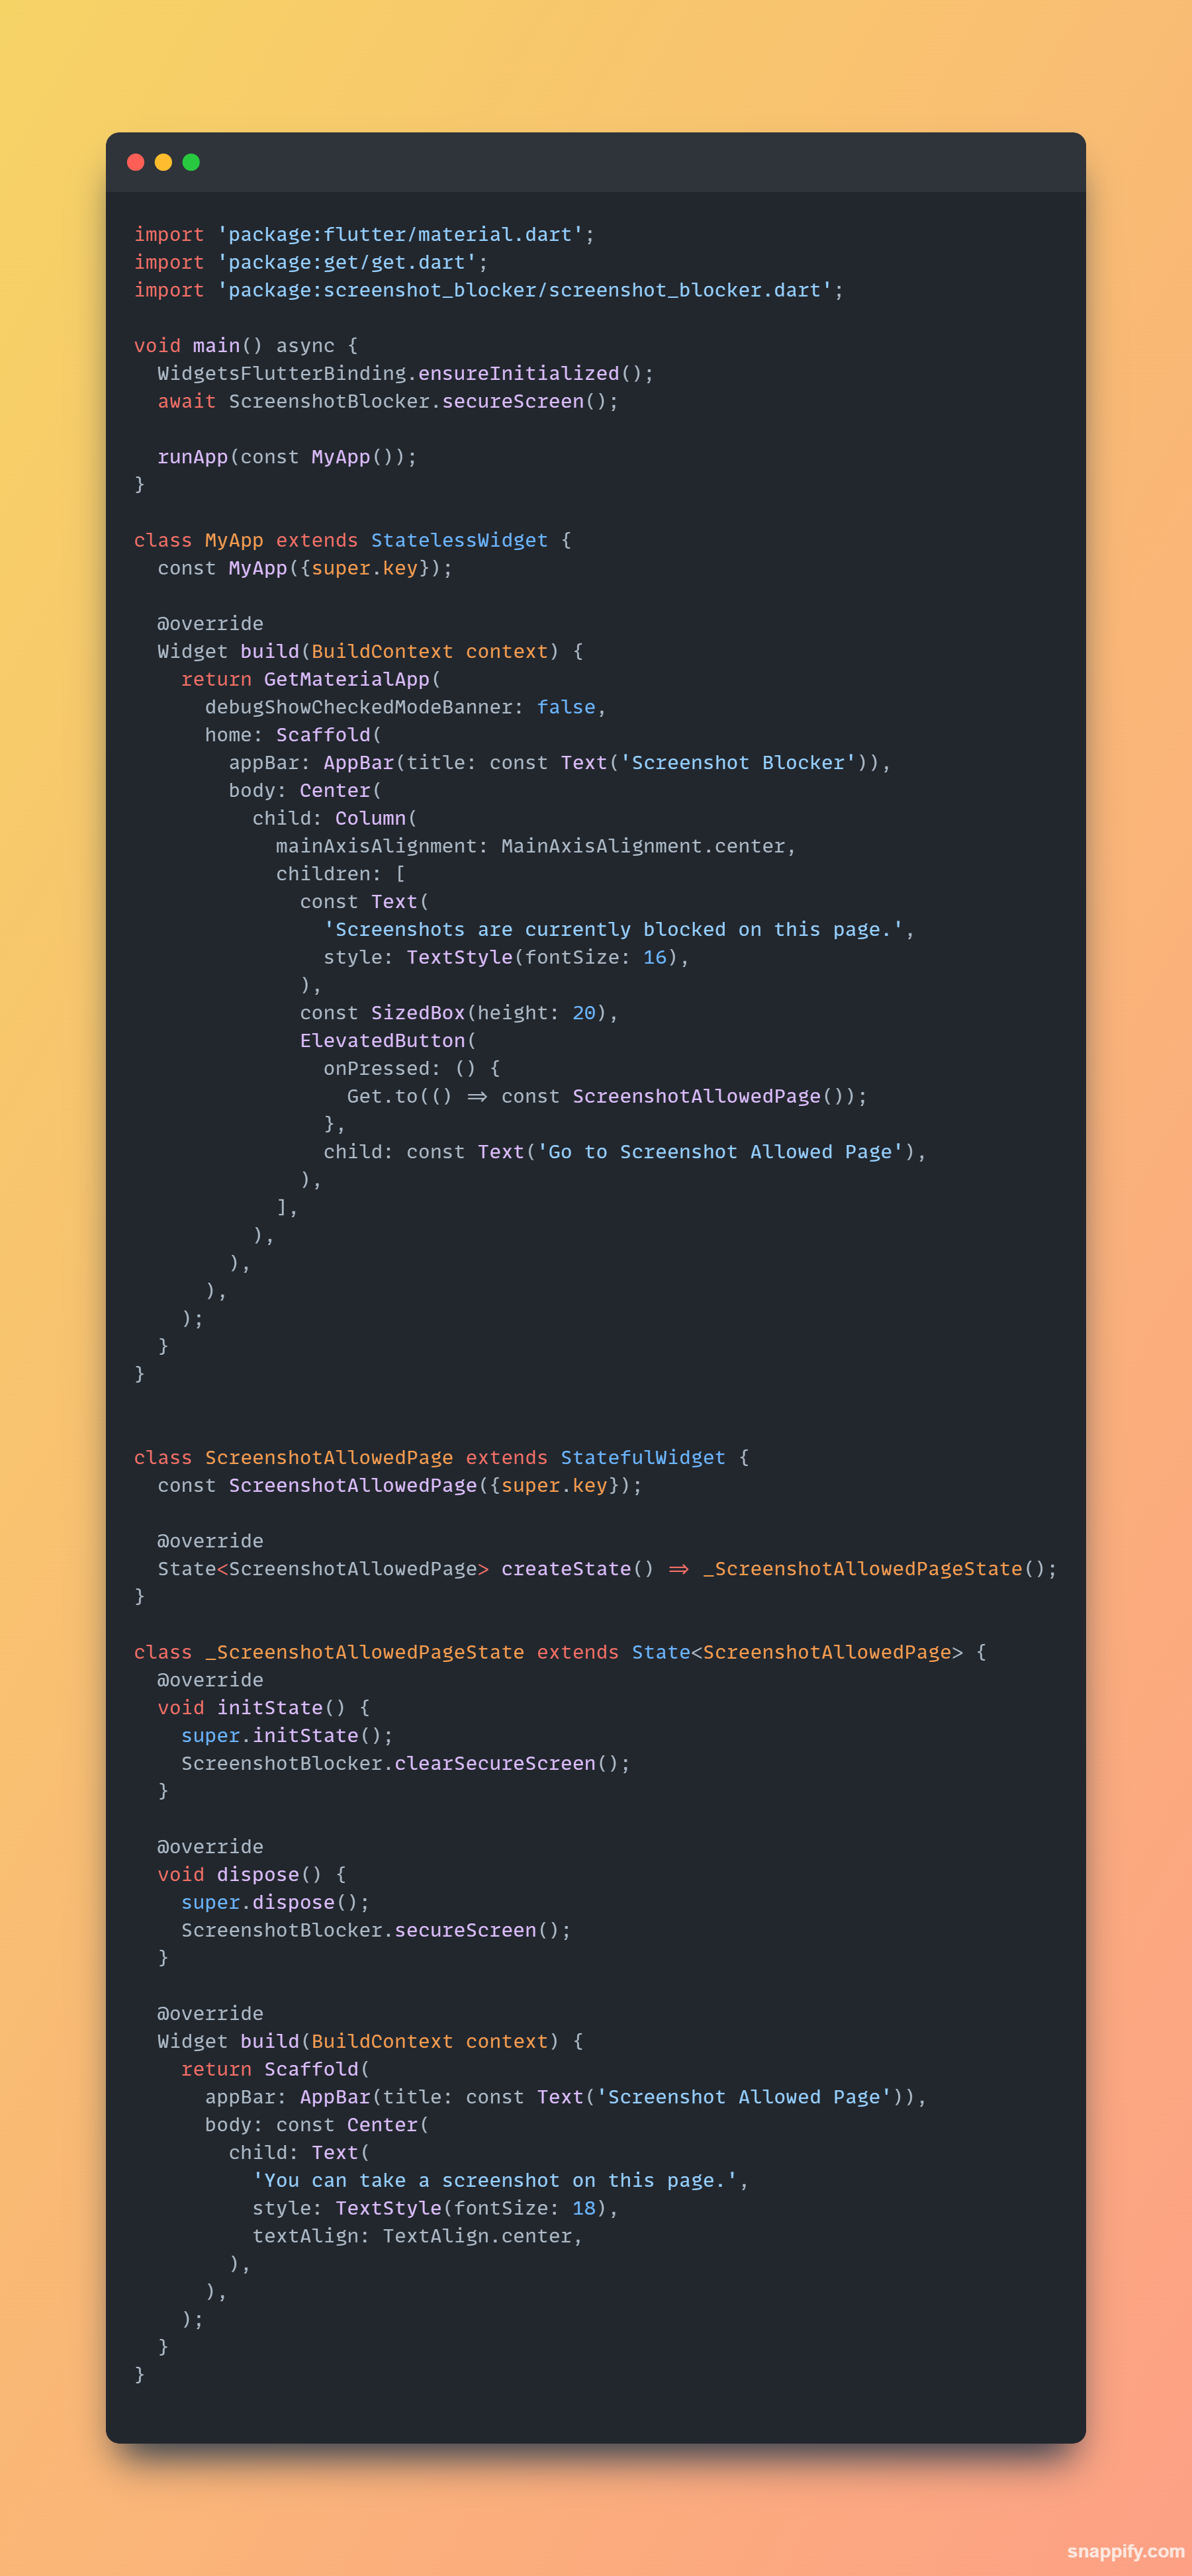 import 'package:flutter/material.dart';
import 'package:get/get.dart';
import 'package:screenshot_blocker/screenshot_blocker.dart';

void main() async {
  WidgetsFlutterBinding.ensureInitialized();
  await ScreenshotBlocker.secureScreen();

  runApp(const MyApp());
}

class MyApp extends StatelessWidget {
  const MyApp({super.key});

  @override
  Widget build(BuildContext context) {
    return GetMaterialApp(
      debugShowCheckedModeBanner: false,
      home: Scaffold(
        appBar: AppBar(title: const Text('Screenshot Blocker')),
        body: Center(
          child: Column(
            mainAxisAlignment: MainAxisAlignment.center,
            children: [
              const Text(
                'Screenshots are currently blocked on this page.',
                style: TextStyle(fontSize: 16),
              ),
              const SizedBox(height: 20),
              ElevatedButton(
                onPressed: () {
                  Get.to(() => const ScreenshotAllowedPage());
                },
                child: const Text('Go to Screenshot Allowed Page'),
              ),
            ],
          ),
        ),
      ),
    );
  }
}


class ScreenshotAllowedPage extends StatefulWidget {
  const ScreenshotAllowedPage({super.key});

  @override
  State<ScreenshotAllowedPage> createState() => _ScreenshotAllowedPageState();
}

class _ScreenshotAllowedPageState extends State<ScreenshotAllowedPage> {
  @override
  void initState() {
    super.initState();
    ScreenshotBlocker.clearSecureScreen();
  }

  @override
  void dispose() {
    super.dispose();
    ScreenshotBlocker.secureScreen();
  }

  @override
  Widget build(BuildContext context) {
    return Scaffold(
      appBar: AppBar(title: const Text('Screenshot Allowed Page')),
      body: const Center(
        child: Text(
          'You can take a screenshot on this page.',
          style: TextStyle(fontSize: 18),
          textAlign: TextAlign.center,
        ),
      ),
    );
  }
}
snappify.com